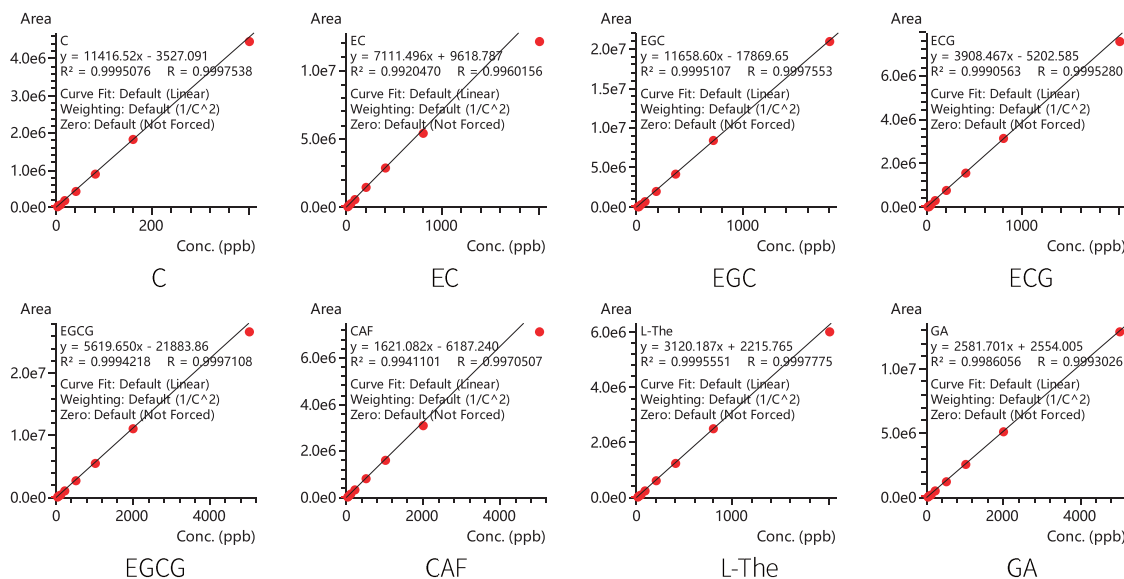 Area
C
y = 11416.52x - 3527.091
R² = 0.9995076 R = 0.9997538
Curve Fit: Default (Linear)
Weighting: Default (1/C^2)
Zero: Default (Not Forced)
4.0e6
3.0e6
2.0e6
1.0e6
0.0e0
0
200
Conc. (ppb)
C
Area
EC
y = 7111.496x + 9618.787
R² = 0.9920470 R = 0.9960156
Curve Fit: Default (Linear)
Weighting: Default (1/C^2)
Zero: Default (Not Forced)
1.0e7
5.0e6
0.0e0
0
1000
Conc. (ppb)
EC
Area
EGC
y = 11658.60x - 17869.65
R² = 0.9995107 R = 0.9997553
Curve Fit: Default (Linear)
Weighting: Default (1/C^2)
Zero: Default (Not Forced)
2.0e7
1.5e7
1.0e7
5.0e6
0.0e0
0
1000
Conc. (ppb)
EGC
Area
ECG
y = 3908.467x - 5202.585
R² = 0.9990563 R = 0.9995280
Curve Fit: Default (Linear)
Weighting: Default (1/C^2)
Zero: Default (Not Forced)
6.0e6
4.0e6
2.0e6
0.0e0
0
1000
Conc. (ppb)
ECG
Area
EGCG
y = 5619.650x - 21883.86
R² = 0.9994218 R = 0.9997108
Curve Fit: Default (Linear)
Weighting: Default (1/C^2)
Zero: Default (Not Forced)
2.0e7
1.0e7
0.0e0
0
2000
4000
Conc. (ppb)
EGCG
Area
CAF
y = 1621.082x - 6187.240
R² = 0.9941101 R = 0.9970507
Curve Fit: Default (Linear)
Weighting: Default (1/C^2)
Zero: Default (Not Forced)
6.0e6
4.0e6
2.0e6
0.0e0
0
2000
4000
Conc. (ppb)
CAF
Area
L-The
y = 3120.187x + 2215.765
R² = 0.9995551 R = 0.9997775
Curve Fit: Default (Linear)
Weighting: Default (1/C^2)
Zero: Default (Not Forced)
6.0e6
4.0e6
2.0e6
0.0e0
0
1000
Conc. (ppb)
L-The
Area
GA
y = 2581.701x + 2554.005
R² = 0.9986056 R = 0.9993026
Curve Fit: Default (Linear)
Weighting: Default (1/C^2)
Zero: Default (Not Forced)
1.0e7
5.0e6
0.0e0
0
2000
4000
Conc. (ppb)
GA